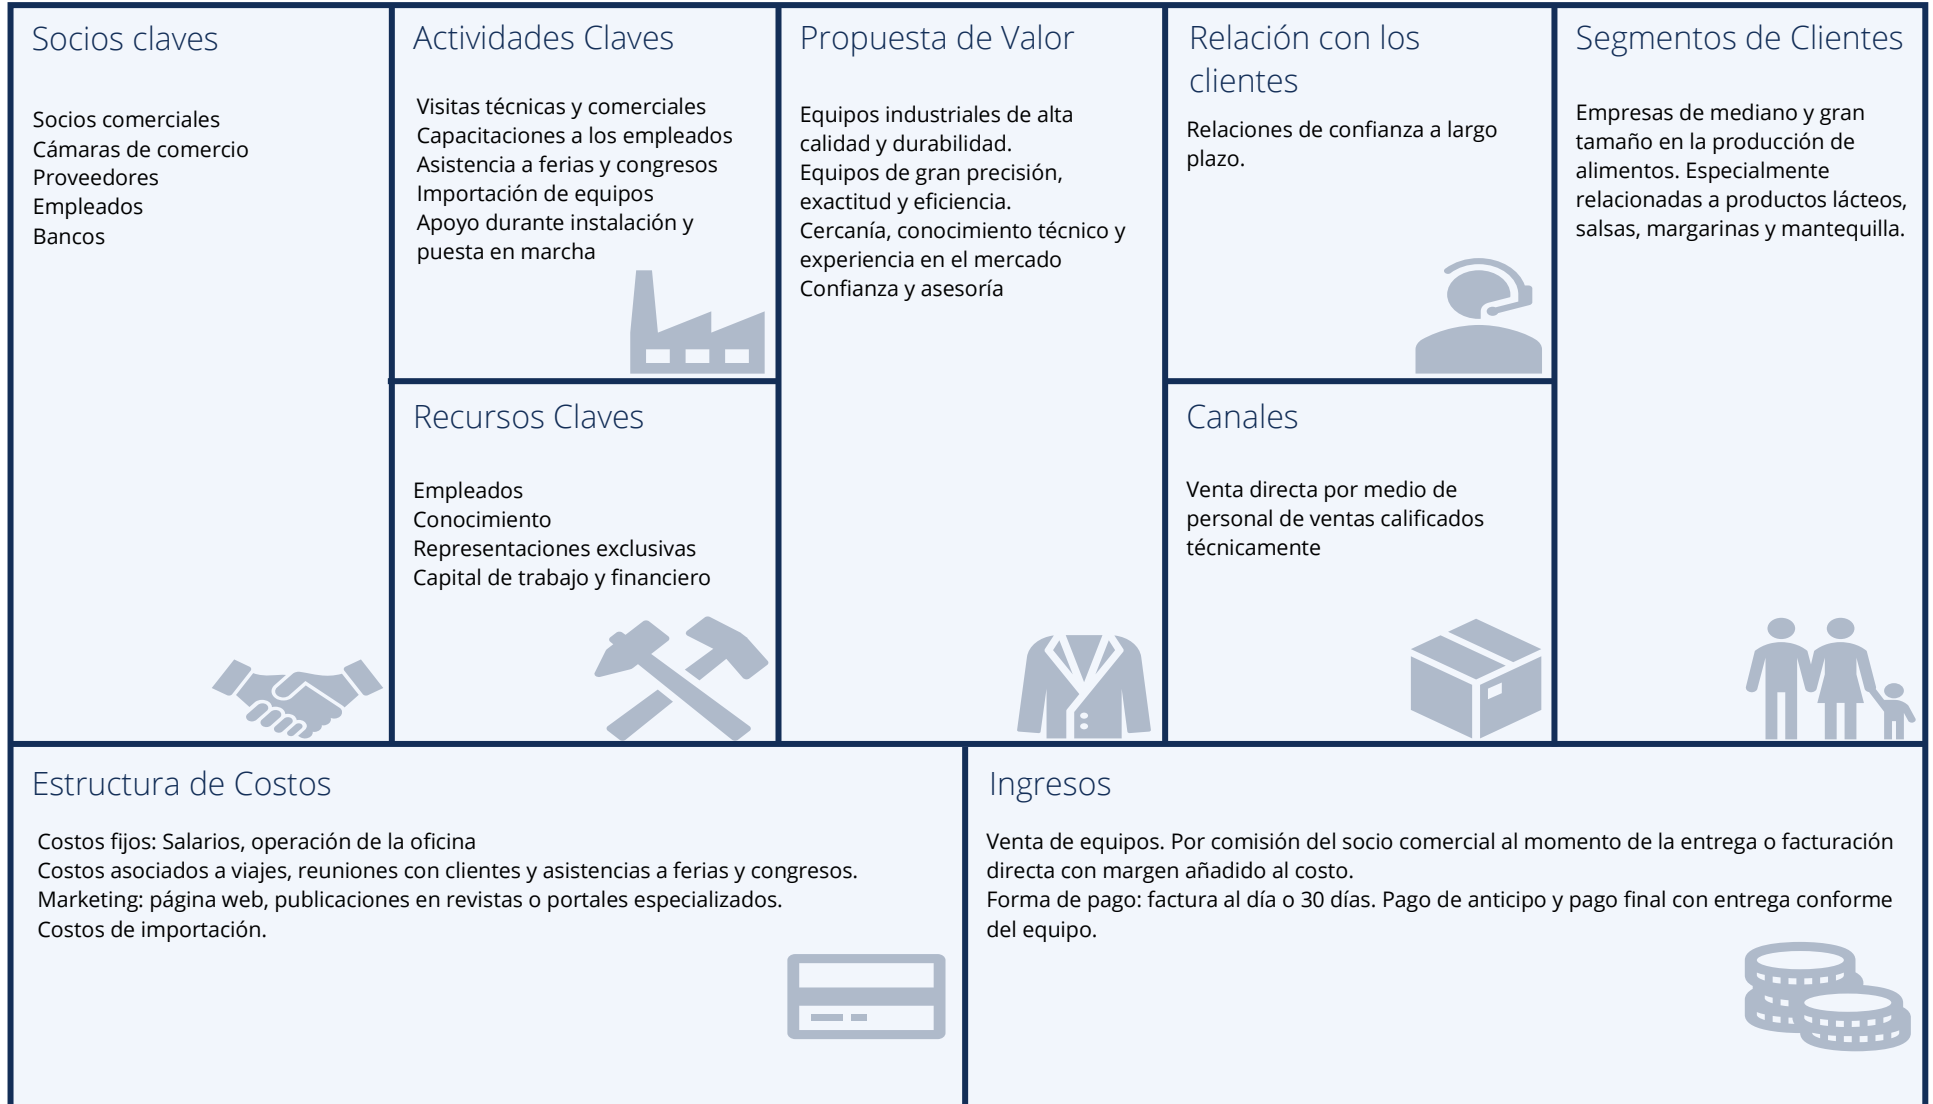 Socios claves
Socios comerciales
Cámaras de comercio
Proveedores
Empleados
Bancos
Actividades Claves
Visitas técnicas y comerciales
Capacitaciones a los empleados
Asistencia a ferias y congresos
Importación de equipos
Apoyo durante instalación y
puesta en marcha
Recursos Claves
Empleados
Conocimiento
Representaciones exclusivas
Capital de trabajo y financiero
Propuesta de Valor
Equipos industriales de alta
calidad y durabilidad.
Equipos de gran precisión,
exactitud y eficiencia.
Cercanía, conocimiento técnico y
experiencia en el mercado
Confianza y asesoría
Relación con los
clientes
Relaciones de confianza a largo
plazo.
Canales
Venta directa por medio de
personal de ventas calificados
técnicamente
Segmentos de Clientes
Empresas de mediano y gran
tamaño en la producción de
alimentos. Especialmente
relacionadas a productos lácteos,
salsas, margarinas y mantequilla.
Estructura de Costos
Costos fijos: Salarios, operación de la oficina
Costos asociados a viajes, reuniones con clientes y asistencias a ferias y congresos.
Marketing: página web, publicaciones en revistas o portales especializados.
Costos de importación.
Ingresos
Venta de equipos. Por comisión del socio comercial al momento de la entrega o facturación
directa con margen añadido al costo.
Forma de pago: factura al día o 30 días. Pago de anticipo y pago final con entrega conforme
del equipo.